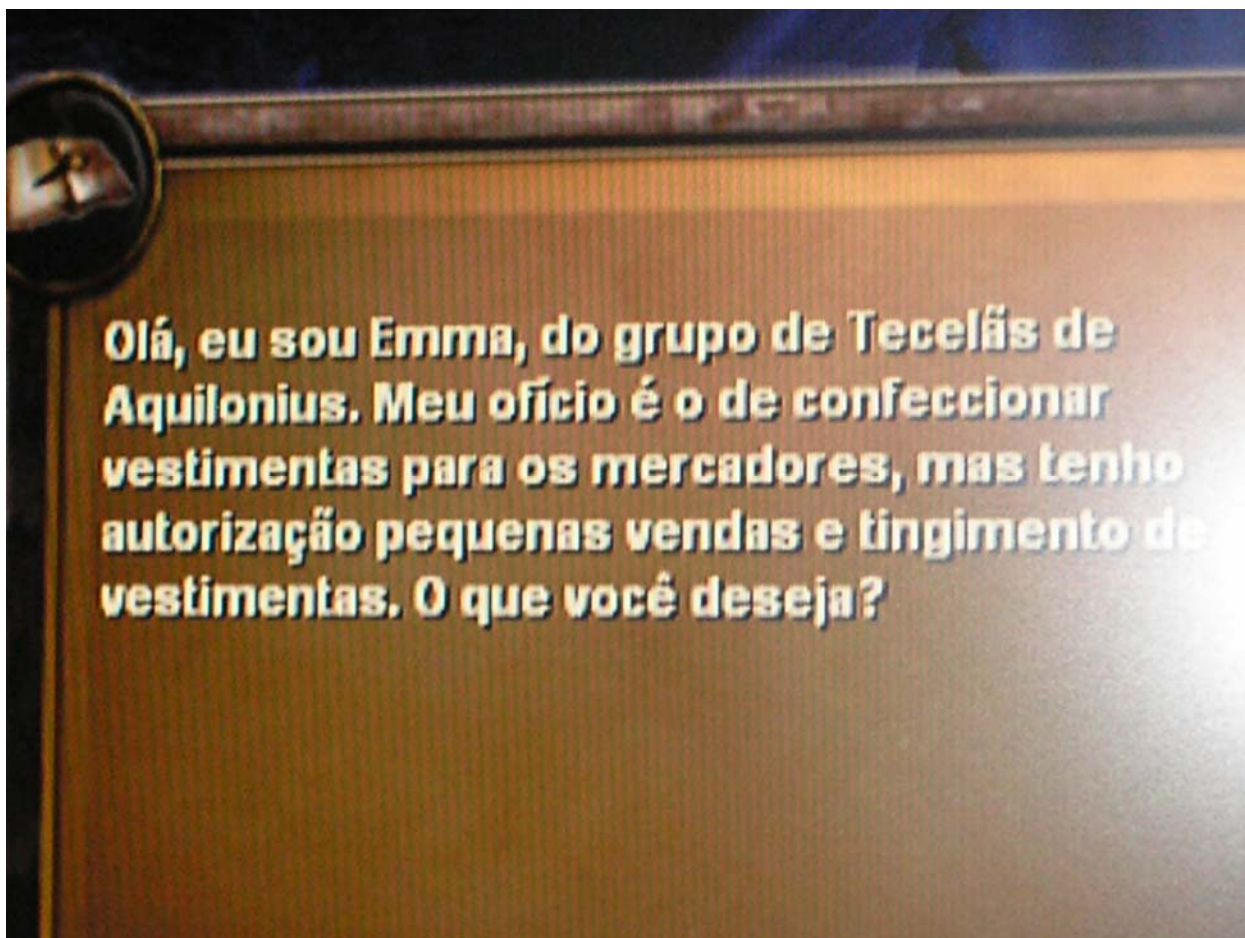 Olá, eu sou Emma, do grupo de Tecelãs de
Aquilonius. Meu ofício é o de confeccionar
vestimentas para os mercadores, mas tenho
autorização pequenas vendas e tingimento de
vestimentas. O que você deseja?